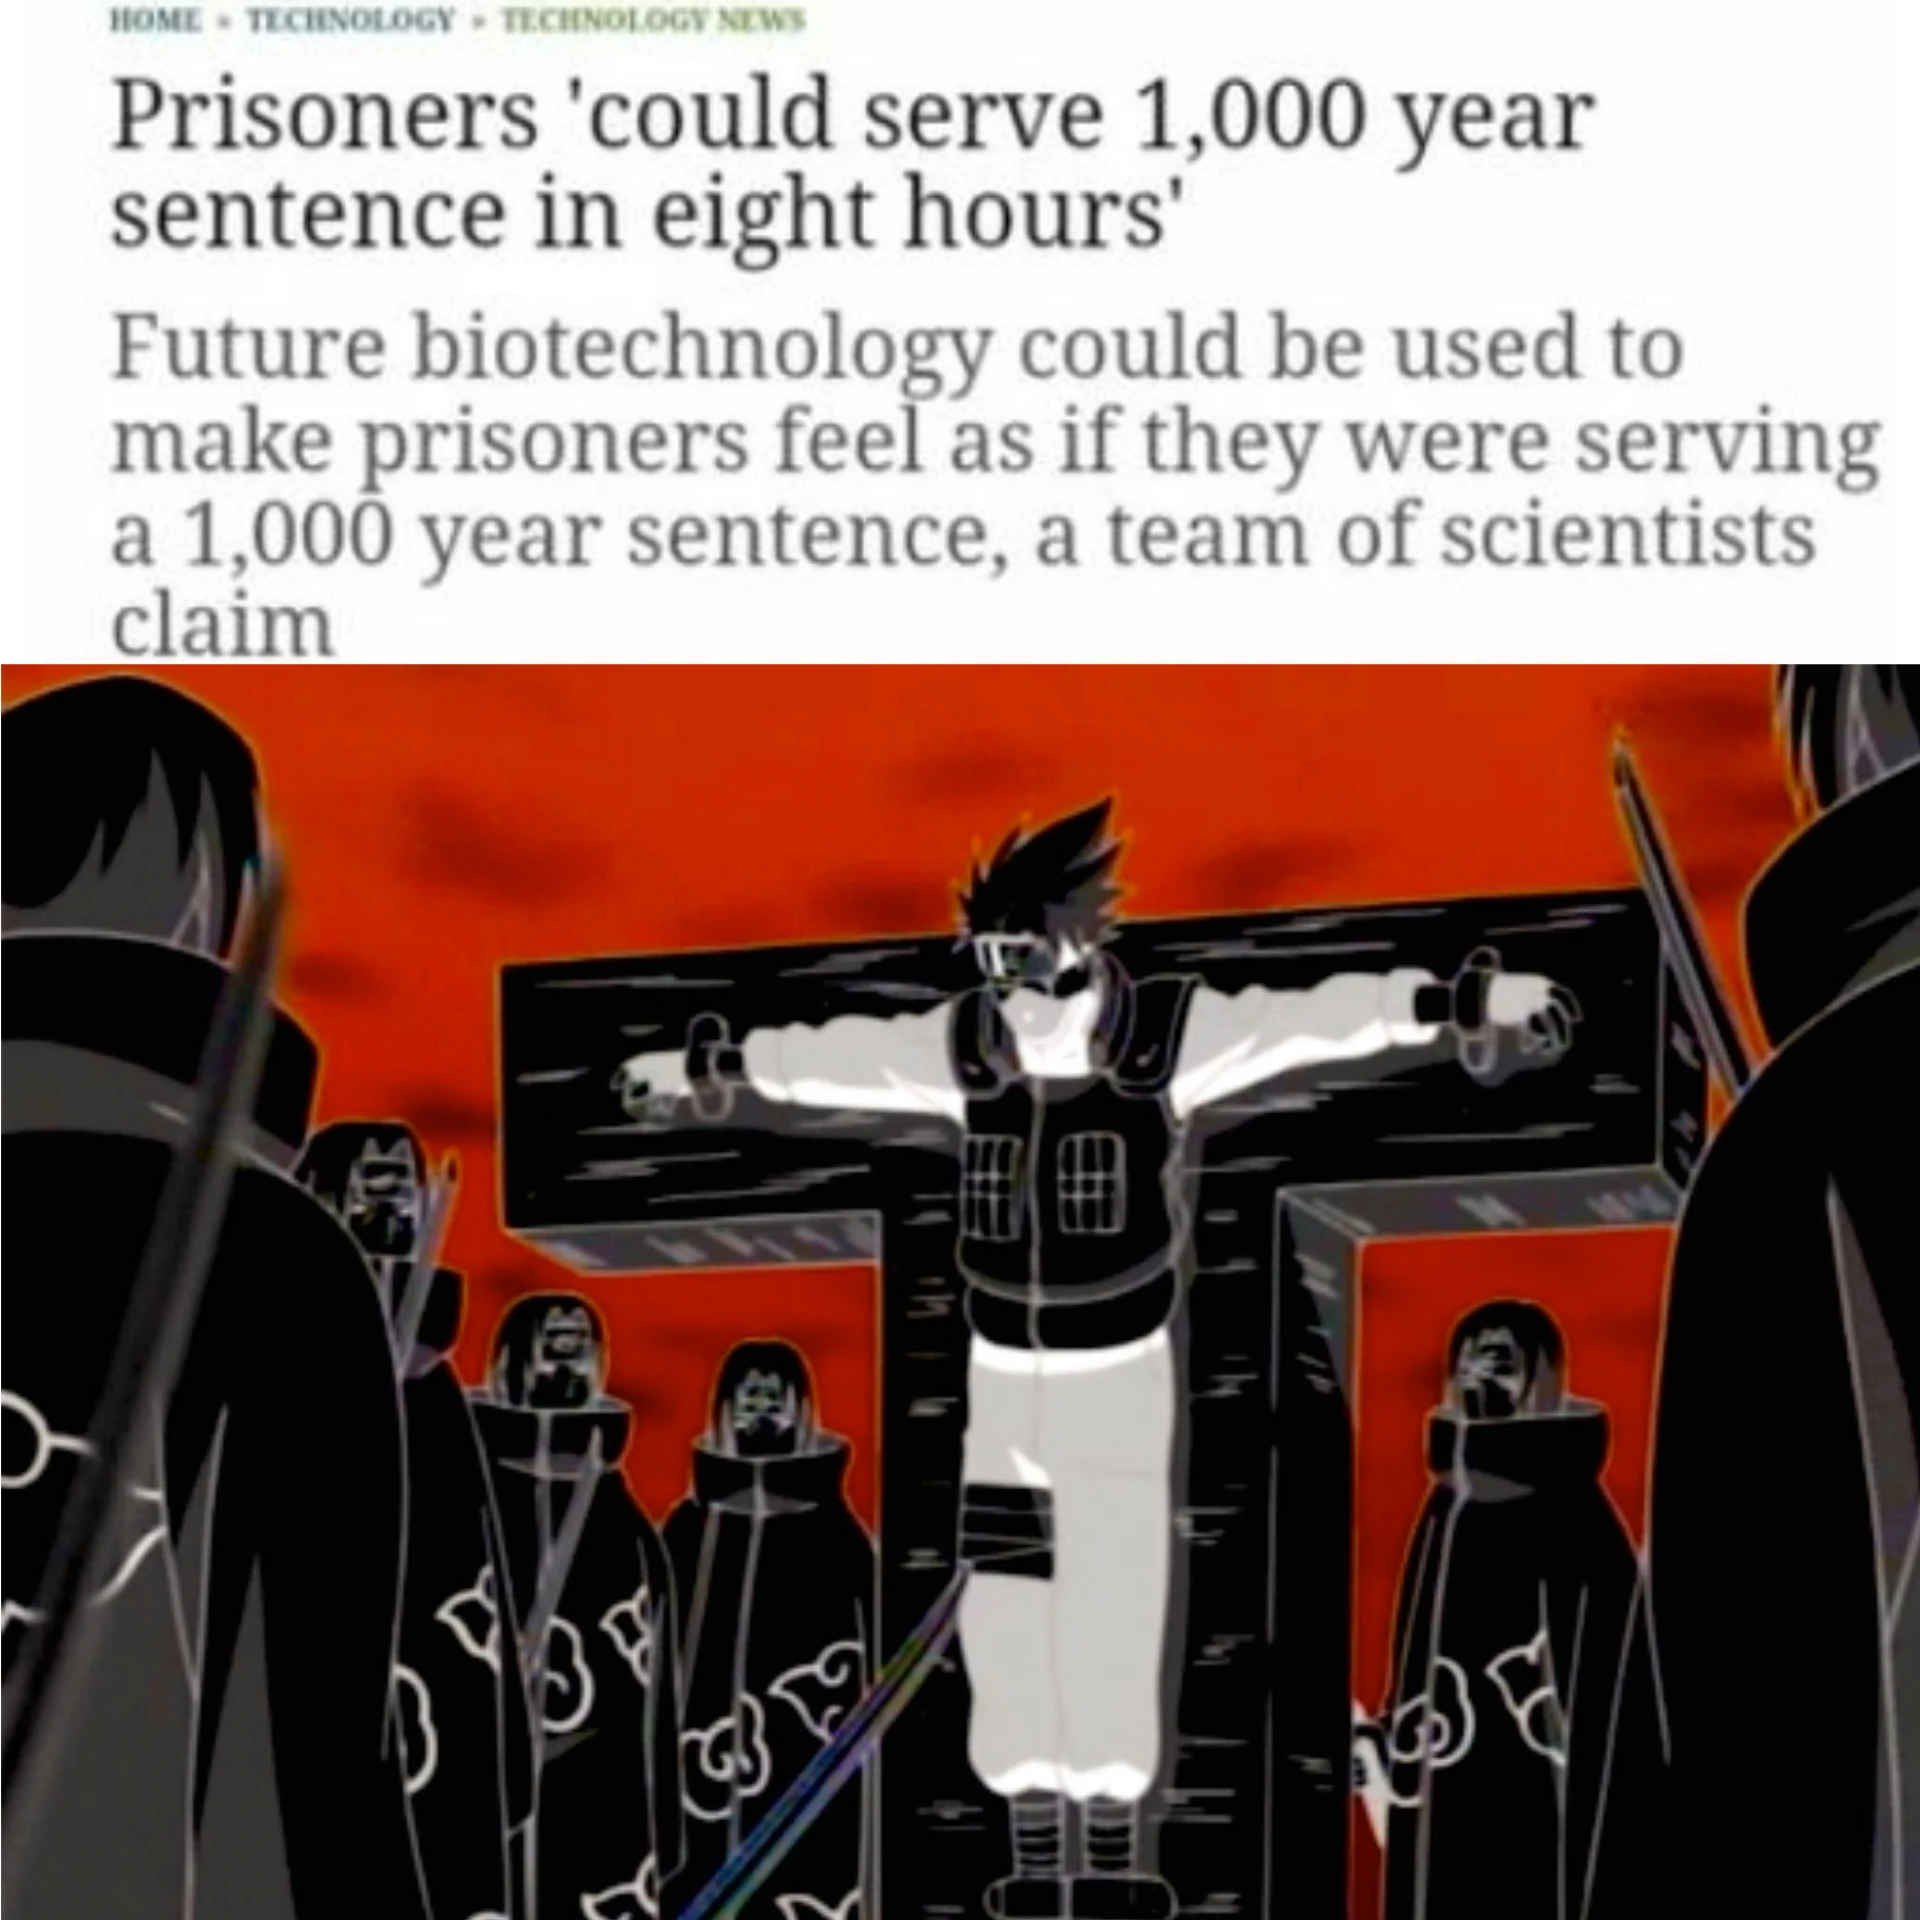 HOME » TECHNOLOGY » TECHNOLOGY NEWS
Prisoners 'could serve 1,000 year
sentence in eight hours'
Future biotechnology could be used to
make prisoners feel as if they were serving
a 1,000 year sentence, a team of scientists
claim